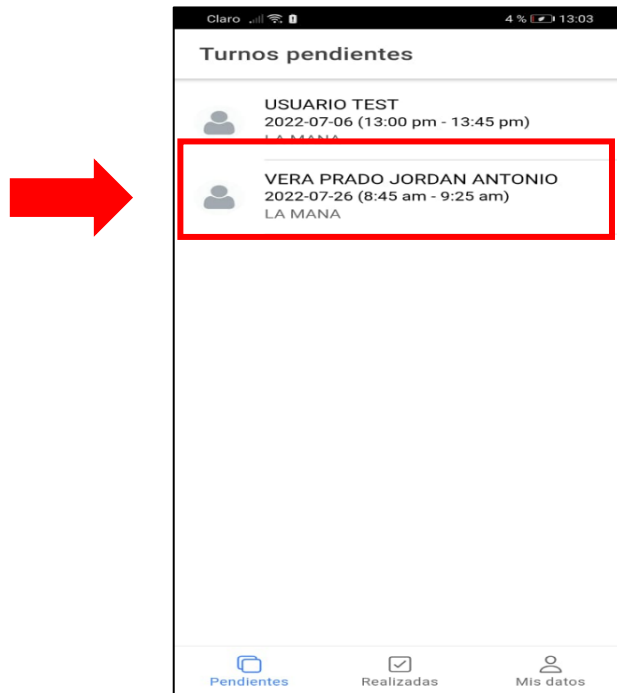 Claro 4 % 13:03
Turnos pendientes
USUARIO TEST
2022-07-06 (13:00 pm - 13:45 pm)
LA MANA
VERA PRADO JORDAN ANTONIO
2022-07-26 (8:45 am - 9:25 am)
LA MANA
Pendientes Realizadas Mis datos